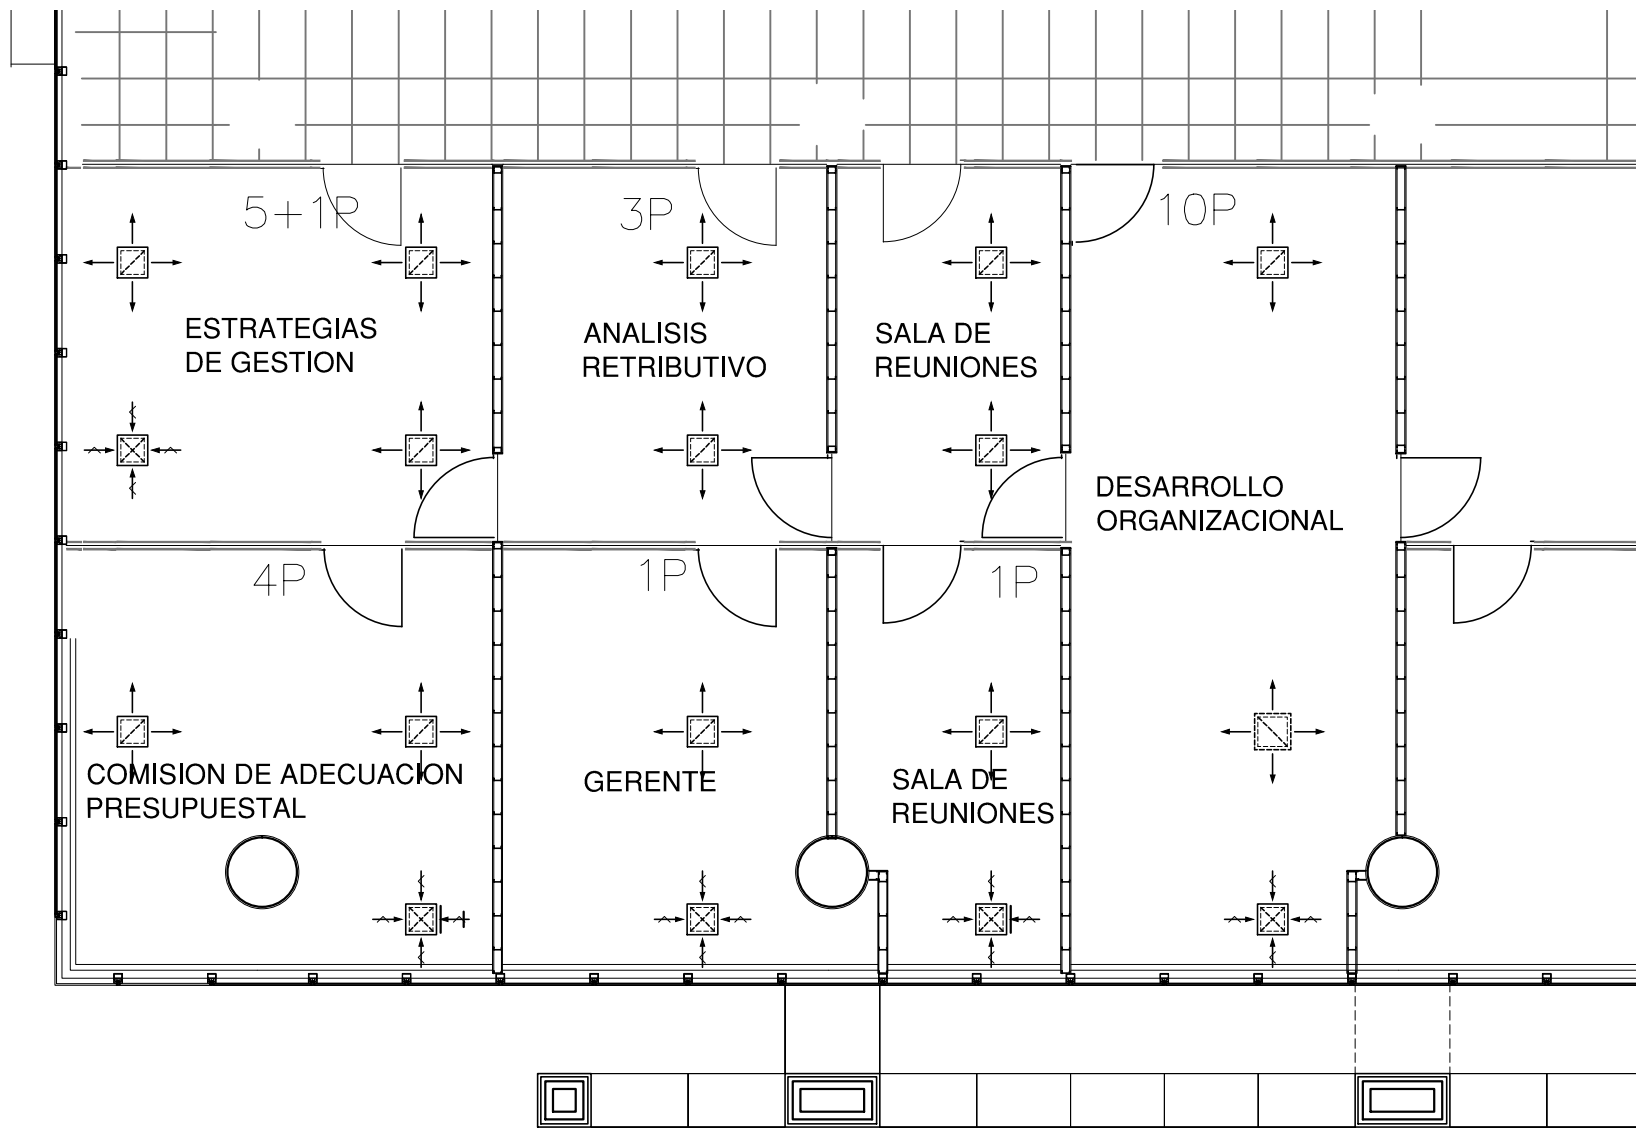 5+1P
3P
10P
ESTRATEGIAS
DE GESTION
ANALISIS
RETRIBUTIVO
SALA DE
REUNIONES
DESARROLLO
ORGANIZACIONAL
4P
1P
1P
COMISION DE ADECUACION
PRESUPUESTAL
GERENTE
SALA DE
REUNIONES